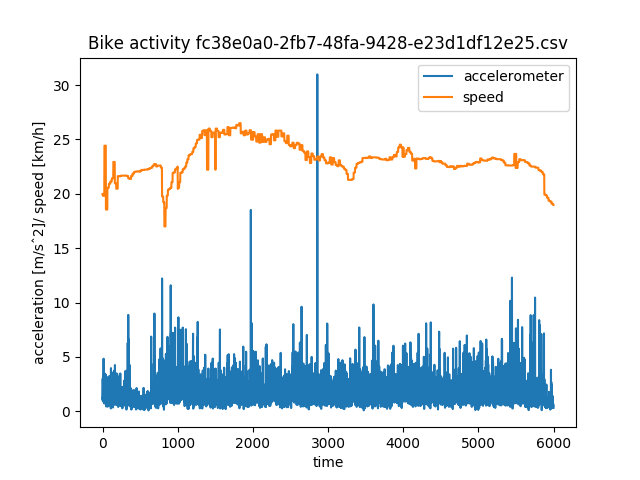 Bike activity fc38e0a0-2fb7-48fa-9428-e23d1df12e25.csv
accelerometer
speed
acceleration [m/s^2]/ speed [km/h]
30
25
20
15
10
5
0
0 1000 2000 3000 4000 5000 6000
time